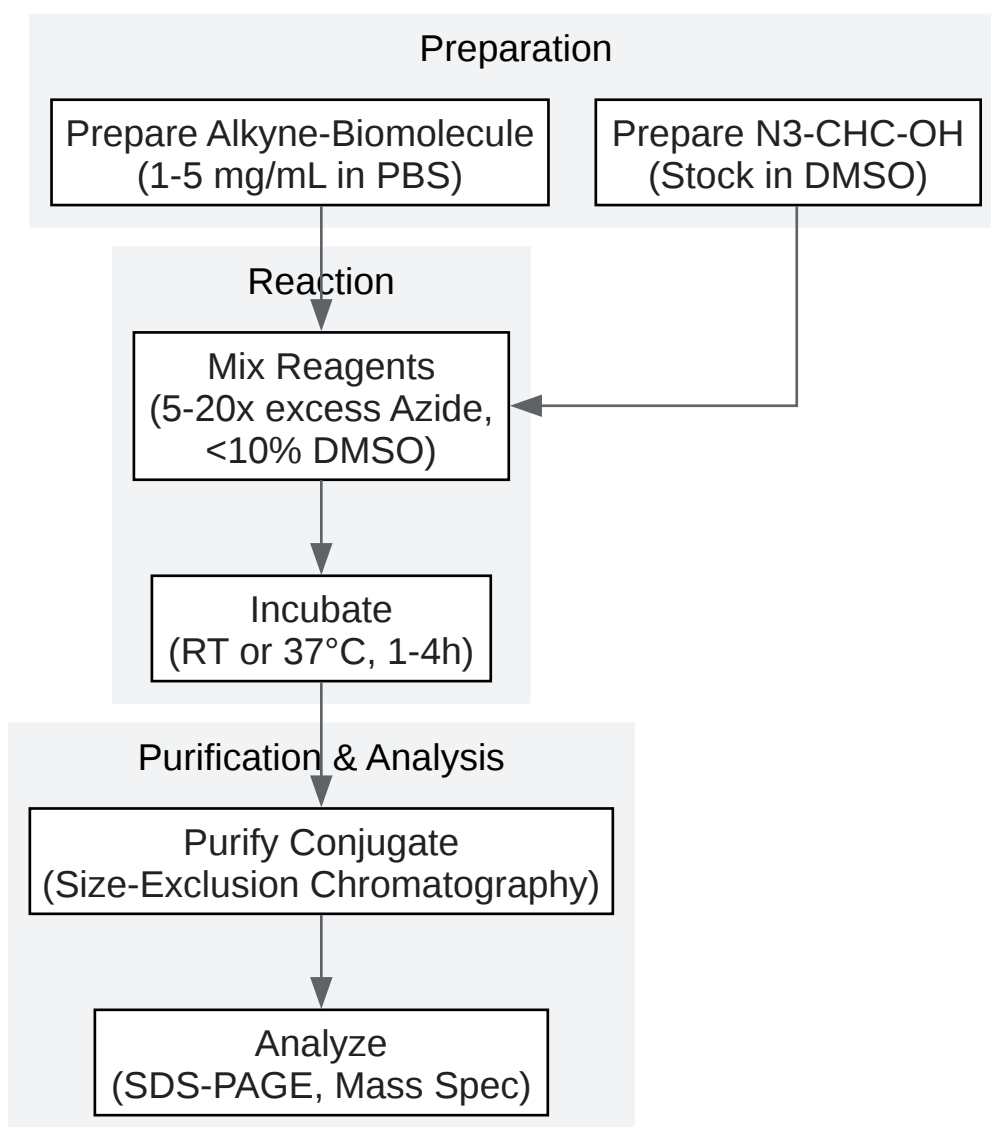 Preparation
Prepare Alkyne-Biomolecule
(1-5 mg/mL in PBS)
Prepare N3-CHC-OH
(Stock in DMSO)
Reaction
Mix Reagents
(5-20x excess Azide,
<10% DMSO)
Incubate
(RT or 37°C, 1-4h)
Purification & Analysis
Purify Conjugate
(Size-Exclusion Chromatography)
Analyze
(SDS-PAGE, Mass Spec)